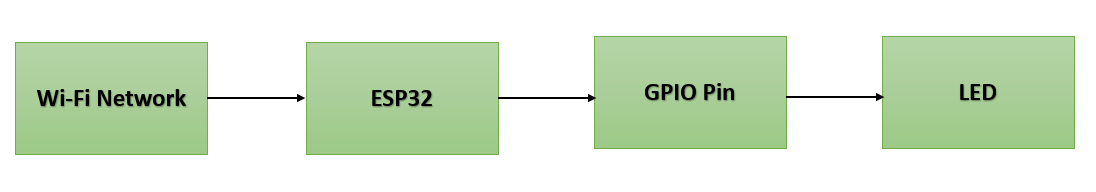 Wi-Fi Network
ESP32
GPIO Pin
LED